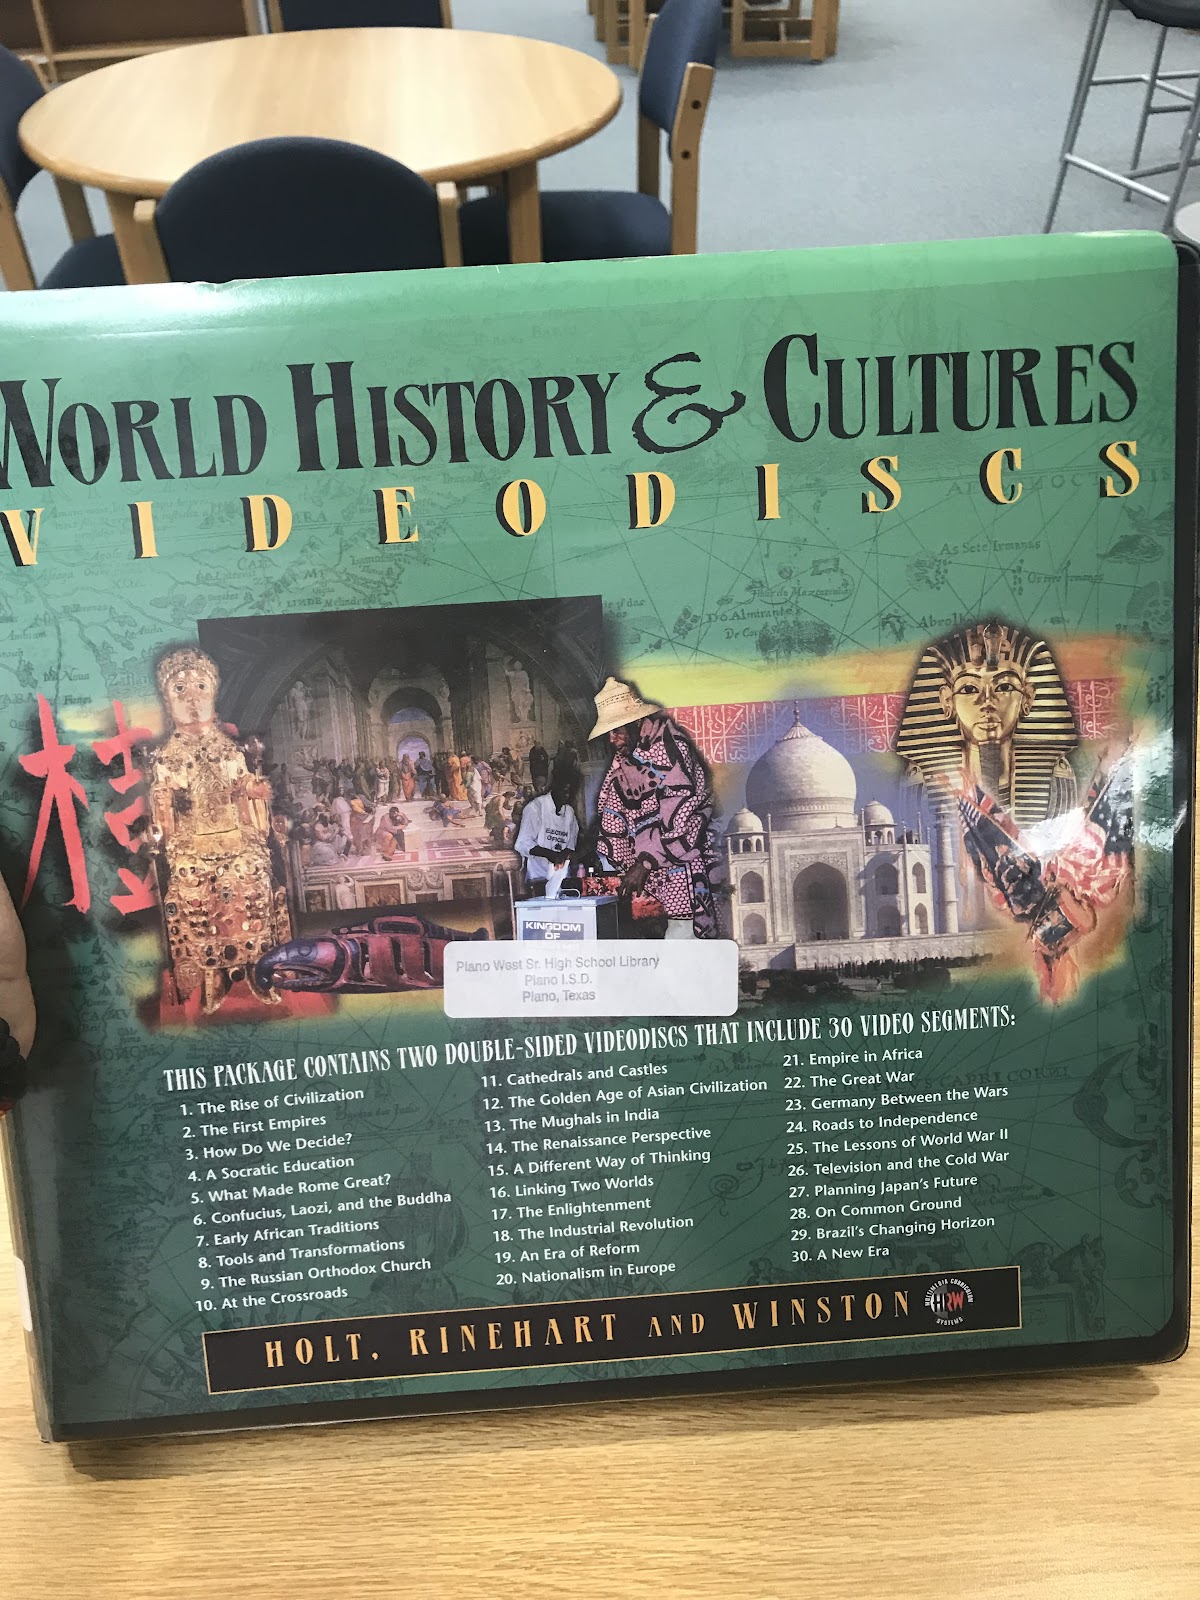 WORLD HISTORY & CULTURES
VIDEODISCS
As Sete Irmanas
ELECTION
OFFICER
KINGDOM
OF
Plano West Sr. High School Library
Plano I.S.D.
Plano, Texas
THIS PACKAGE CONTAINS TWO DOUBLE-SIDED VIDEODISCS THAT INCLUDE 30 VIDEO SEGMENTS:
1. The Rise of Civilization
2. The First Empires
3. How Do We Decide?
4. A Socratic Education
5. What Made Rome Great?
6. Confucius, Laozi, and the Buddha
7. Early African Traditions
8. Tools and Transformations
9. The Russian Orthodox Church
10. At the Crossroads
11. Cathedrals and Castles
12. The Golden Age of Asian Civilization
13. The Mughals in India
14. The Renaissance Perspective
15. A Different Way of Thinking
16. Linking Two Worlds
17. The Enlightenment
18. The Industrial Revolution
19. An Era of Reform
20. Nationalism in Europe
21. Empire in Africa
22. The Great War
23. Germany Between the Wars
24. Roads to Independence
25. The Lessons of World War II
26. Television and the Cold War
27. Planning Japan's Future
28. On Common Ground
29. Brazil's Changing Horizon
30. A New Era
HOLT, RINEHART AND WINSTON
MULTIMEDIA CURRICULUM
HRW
SYSTEMS